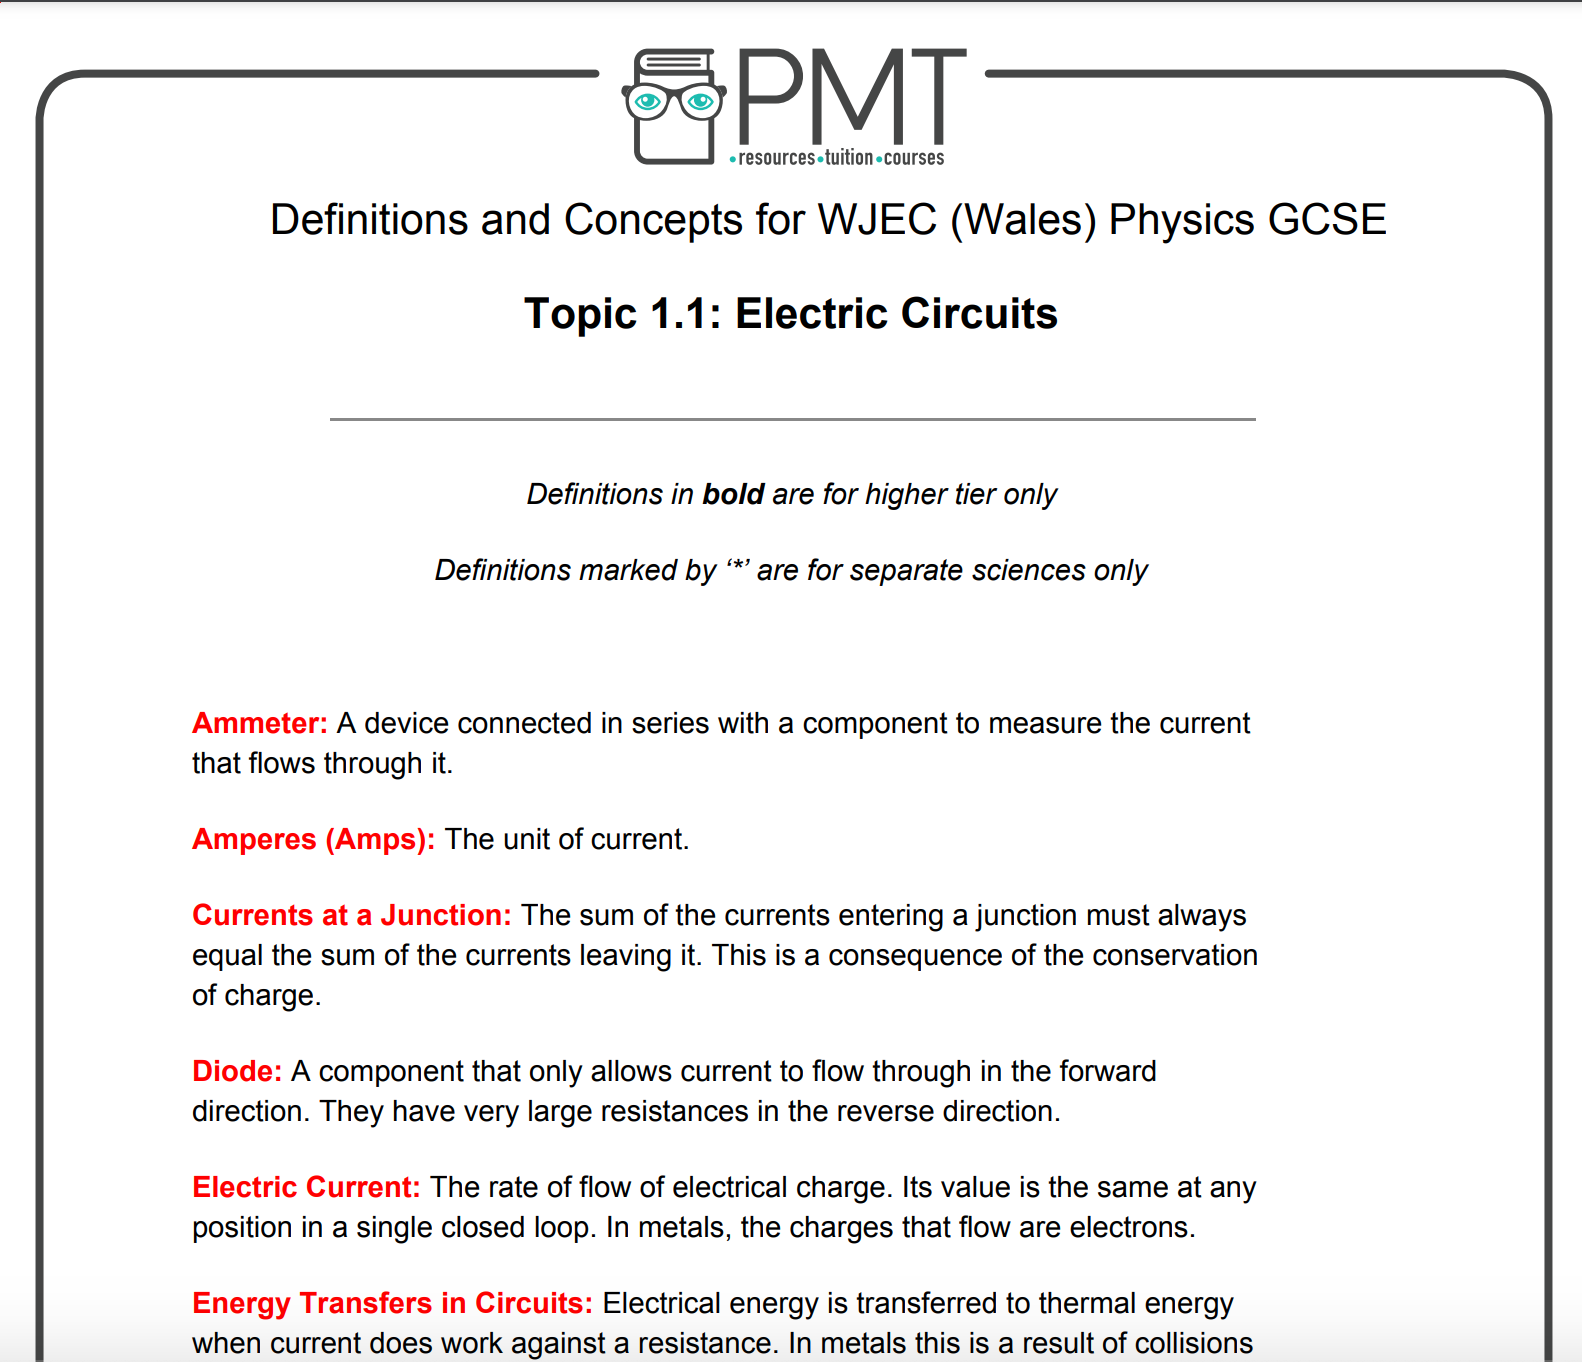 PMT
•resources•tuition•courses
Definitions and Concepts for WJEC (Wales) Physics GCSE
Topic 1.1: Electric Circuits
Definitions in bold are for higher tier only
Definitions marked by ‘*’ are for separate sciences only
Ammeter: A device connected in series with a component to measure the current
that flows through it.
Amperes (Amps): The unit of current.
Currents at a Junction: The sum of the currents entering a junction must always
equal the sum of the currents leaving it. This is a consequence of the conservation
of charge.
Diode: A component that only allows current to flow through in the forward
direction. They have very large resistances in the reverse direction.
Electric Current: The rate of flow of electrical charge. Its value is the same at any
position in a single closed loop. In metals, the charges that flow are electrons.
Energy Transfers in Circuits: Electrical energy is transferred to thermal energy
when current does work against a resistance. In metals this is a result of collisions